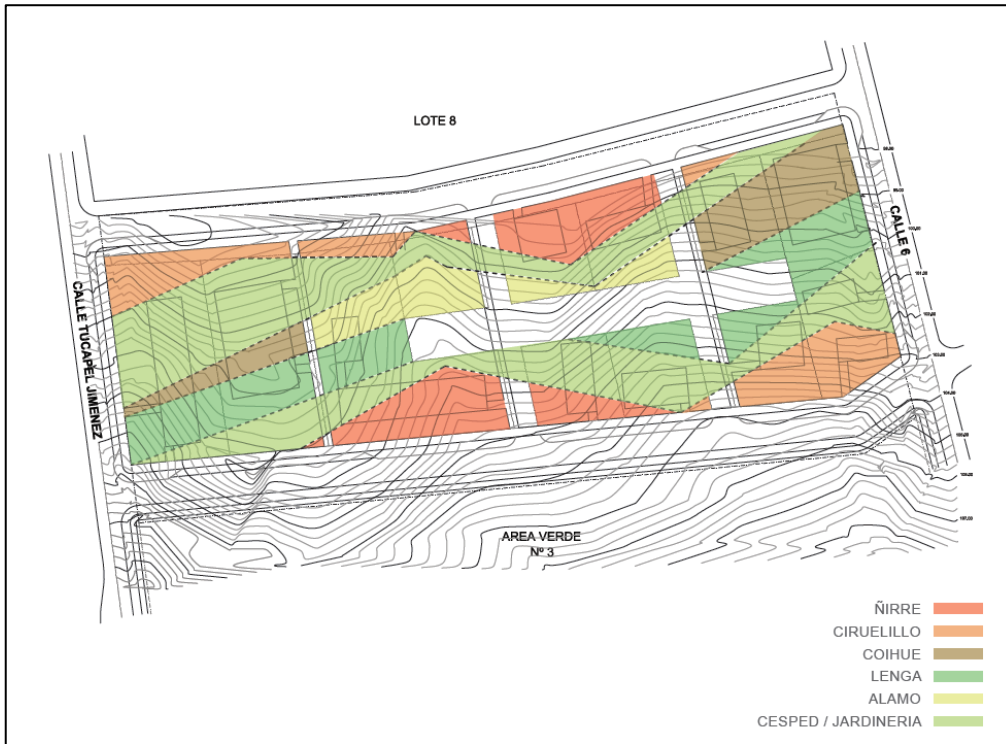 LOTE 8
CALLE 6
CALLE TUCAPEL JIMENEZ
AREA VERDE
Nº 3
ÑIRRE
CIRUELILLO
COIHUE
LENGA
ALAMO
CESPED / JARDINERIA